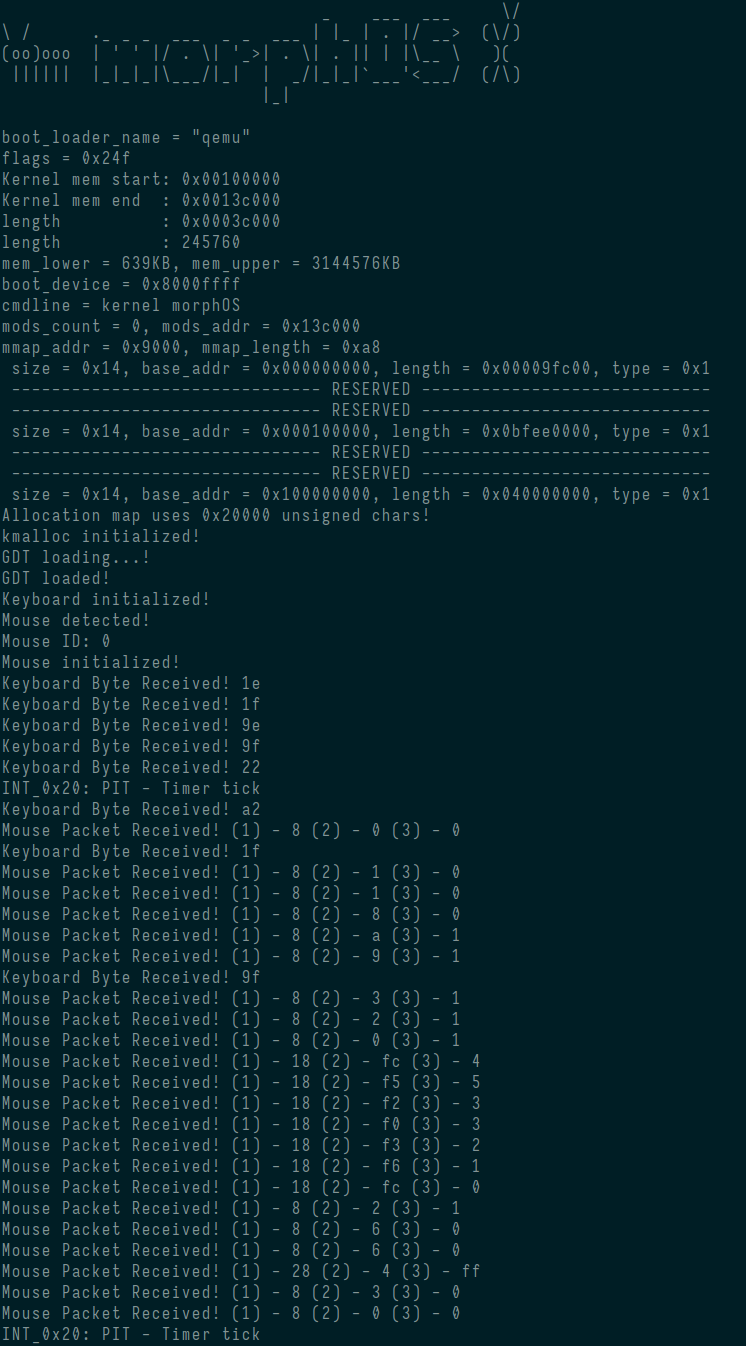 morphOS
boot_loader_name = "qemu"
flags = 0x24f
Kernel mem start: 0x00100000
Kernel mem end  : 0x0013c000
length          : 0x0003c000
length          : 245760
mem_lower = 639KB, mem_upper = 3144576KB
boot_device = 0x8000ffff
cmdline = kernel morphOS
mods_count = 0, mods_addr = 0x13c000
mmap_addr = 0x9000, mmap_length = 0xa8
 size = 0x14, base_addr = 0x000000000, length = 0x00009fc00, type = 0x1
 ------------------------------- RESERVED -----------------------------
 ------------------------------- RESERVED -----------------------------
 size = 0x14, base_addr = 0x000100000, length = 0x0bfee0000, type = 0x1
 ------------------------------- RESERVED -----------------------------
 ------------------------------- RESERVED -----------------------------
 size = 0x14, base_addr = 0x100000000, length = 0x040000000, type = 0x1
Allocation map uses 0x20000 unsigned chars!
kmalloc initialized!
GDT loading...!
GDT loaded!
Keyboard initialized!
Mouse detected!
Mouse ID: 0
Mouse initialized!
Keyboard Byte Received! 1e
Keyboard Byte Received! 1f
Keyboard Byte Received! 9e
Keyboard Byte Received! 9f
Keyboard Byte Received! 22
INT_0x20: PIT - Timer tick
Keyboard Byte Received! a2
Mouse Packet Received! (1) - 8 (2) - 0 (3) - 0
Keyboard Byte Received! 1f
Mouse Packet Received! (1) - 8 (2) - 1 (3) - 0
Mouse Packet Received! (1) - 8 (2) - 1 (3) - 0
Mouse Packet Received! (1) - 8 (2) - 8 (3) - 0
Mouse Packet Received! (1) - 8 (2) - a (3) - 1
Mouse Packet Received! (1) - 8 (2) - 9 (3) - 1
Keyboard Byte Received! 9f
Mouse Packet Received! (1) - 8 (2) - 3 (3) - 1
Mouse Packet Received! (1) - 8 (2) - 2 (3) - 1
Mouse Packet Received! (1) - 8 (2) - 0 (3) - 1
Mouse Packet Received! (1) - 18 (2) - fc (3) - 4
Mouse Packet Received! (1) - 18 (2) - f5 (3) - 5
Mouse Packet Received! (1) - 18 (2) - f2 (3) - 3
Mouse Packet Received! (1) - 18 (2) - f0 (3) - 3
Mouse Packet Received! (1) - 18 (2) - f3 (3) - 2
Mouse Packet Received! (1) - 18 (2) - f6 (3) - 1
Mouse Packet Received! (1) - 18 (2) - fc (3) - 0
Mouse Packet Received! (1) - 8 (2) - 2 (3) - 1
Mouse Packet Received! (1) - 8 (2) - 6 (3) - 0
Mouse Packet Received! (1) - 8 (2) - 6 (3) - 0
Mouse Packet Received! (1) - 28 (2) - 4 (3) - ff
Mouse Packet Received! (1) - 8 (2) - 3 (3) - 0
Mouse Packet Received! (1) - 8 (2) - 0 (3) - 0
INT_0x20: PIT - Timer tick